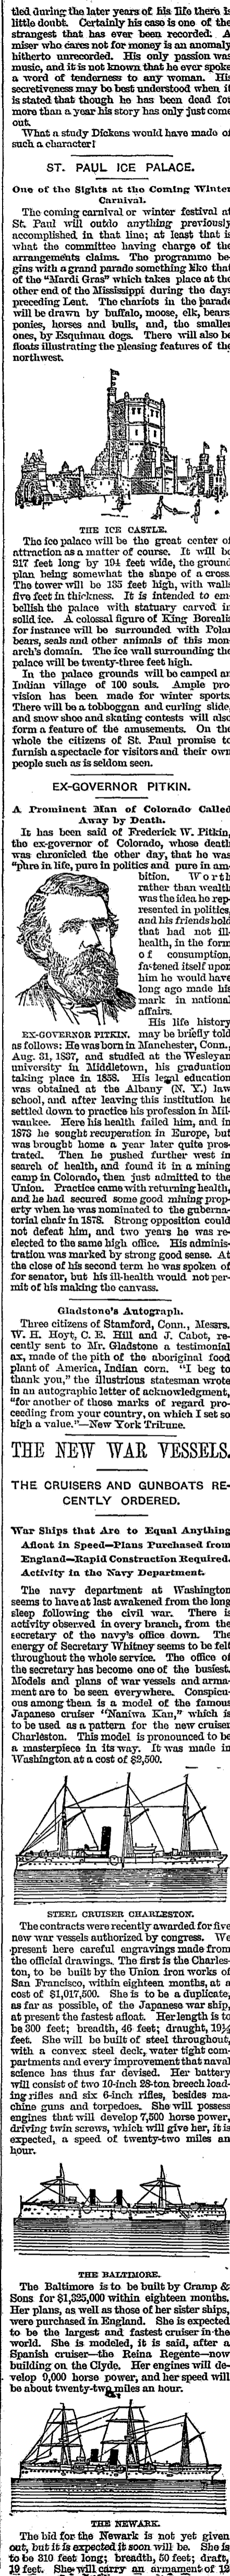 tled during the later years of his life there is
little doubt. Certainly his case is one of the
strangest that has ever been recorded. A
miser who cares not for money is an anomaly
hitherto unrecorded. His only passion was
music, and it is not known that he ever spoke
a word of tenderness to any woman. His
secretiveness may be best understood when it
is stated that though he has been dead for
more than a year his story has only just come
out.
What a study Dickens would have made of
such a character!
ST. PAUL ICE PALACE.
One of the Sights at the Coming Winter
Carnival.
The coming carnival or winter festival at
St. Paul will outdo anything previously
accomplished in that line; at least that is
what the committee having charge of the
arrangements claims. The programme be-
gins with a grand parade something like that
of the "Mardi Gras" which takes place at the
other end of the Mississippi during the days
preceding Lent. The chariots in the parade
will be drawn by buffalo, moose, elk, bears,
ponies, horses and bulls, and, the smaller
ones, by Esquimau dogs. There will also be
floats illustrating the pleasing features of the
northwest.
THE ICE CASTLE.
The ice palace will be the great center of
attraction as a matter of course. It will be
217 feet long by 194 feet wide, the ground
plan being somewhat the shape of a cross.
The tower will be 135 feet high, with walls
five feet in thickness. It is intended to em-
bellish the palace with statuary carved in
solid ice. A colossal figure of King Borealis
for instance will be surrounded with Polar
bears, seals and other animals of this mon-
arch's domain. The ice wall surrounding the
palace will be twenty-three feet high.
In the palace grounds will be camped an
Indian village of 100 souls. Ample pro-
vision has been made for winter sports.
There will be a tobboggan and curling slide,
and snow shoe and skating contests will also
form a feature of the amusements. On the
whole the citizens of St. Paul promise to
furnish a spectacle for visitors and their own
people such as is seldom seen.
EX-GOVERNOR PITKIN.
A Prominent Man of Colorado Called
Away by Death.
It has been said of Frederick W. Pitkin,
the ex-governor of Colorado, whose death
was chronicled the other day, that he was
"pure in life, pure in politics and pure in am-
bition. Worth
rather than wealth
was the idea he rep-
resented in politics,
and his friends hold
that had not ill-
health, in the form
of consumption,
fastened itself upon
him he would have
long ago made his
mark in national
affairs.
His life history
EX-GOVERNOR PITKIN. may be briefly told
as follows: He was born in Manchester, Conn.,
Aug. 31, 1837, and studied at the Wesleyan
university in Middletown, his graduation
taking place in 1858. His legal education
was obtained at the Albany (N. Y.) law
school, and after leaving this institution he
settled down to practice his profession in Mil-
waukee. Here his health failed him, and in
1873 he sought recuperation in Europe, but
was brought home a year later quite pros-
trated. Then he pushed further west in
search of health, and found it in a mining
camp in Colorado, then just admitted to the
Union. Practice came with returning health,
and he had secured some good mining prop-
erty when he was nominated to the guberna-
torial chair in 1878. Strong opposition could
not defeat him, and two years he was re-
elected to the same high office. His adminis-
tration was marked by strong good sense. At
the close of his second term he was spoken of
for senator, but his ill-health would not per-
mit of his making the canvass.
Gladstone's Autograph.
Three citizens of Stamford, Conn., Messrs.
W. H. Hoyt, C. E. Hill and J. Cabot, re-
cently sent to Mr. Gladstone a testimonial
ax, made of the pith of the aboriginal food
plant of America, Indian corn. "I beg to
thank you," the illustrious statesman wrote
in an autographic letter of acknowledgment,
"for another of those marks of regard pro-
ceeding from your country, on which I set so
high a value."—New York Tribune.
THE NEW WAR VESSELS.
THE CRUISERS AND GUNBOATS RE-
CENTLY ORDERED.
War Ships that Are to Equal Anything
Afloat in Speed—Plans Purchased from
England—Rapid Construction Required.
Activity in the Navy Department.
The navy department at Washington
seems to have at last awakened from the long
sleep following the civil war. There is
activity observed in every branch, from the
secretary of the navy's office down. The
energy of Secretary Whitney seems to be felt
throughout the whole service. The office of
the secretary has become one of the busiest.
Models and plans of war vessels and arma-
ment are to be seen everywhere. Conspicu-
ous among them is a model of the famous
Japanese cruiser "Naniwa Kan," which is
to be used as a pattern for the new cruiser
Charleston. This model is pronounced to be
a masterpiece in its way. It was made in
Washington at a cost of $2,500.
STEEL CRUISER CHARLESTON.
The contracts were recently awarded for five
new war vessels authorized by congress. We
present here careful engravings made from
the official drawings. The first is the Charles-
ton, to be built by the Union iron works of
San Francisco, within eighteen months, at a
cost of $1,017,500. She is to be a duplicate,
as far as possible, of the Japanese war ship,
at present the fastest afloat. Her length is to
be 300 feet; breadth, 46 feet; draught, 19½
feet. She will be built of steel throughout,
with a convex steel deck, water tight com-
partments and every improvement that naval
science has thus far devised. Her battery
will consist of two 10-inch 28-ton breech load-
ing rifles and six 6-inch rifles, besides ma-
chine guns and torpedoes. She will possess
engines that will develop 7,500 horse power,
driving twin screws, which will give her, it is
expected, a speed of twenty-two miles an
hour.
THE BALTIMORE.
The Baltimore is to be built by Cramp &
Sons for $1,325,000 within eighteen months.
Her plans, as well as those of her sister ships,
were purchased in England. She is expected
to be the largest and fastest cruiser in the
world. She is modeled, it is said, after a
Spanish cruiser—the Reina Regente—now
building on the Clyde. Her engines will de-
velop 9,000 horse power, and her speed will
be about twenty-two miles an hour.
THE NEWARK.
The bid for the Newark is not yet given
out, but it is expected it soon will be. She is
to be 310 feet long; breadth, 50 feet; draft,
19 feet. She will carry an armament of 12